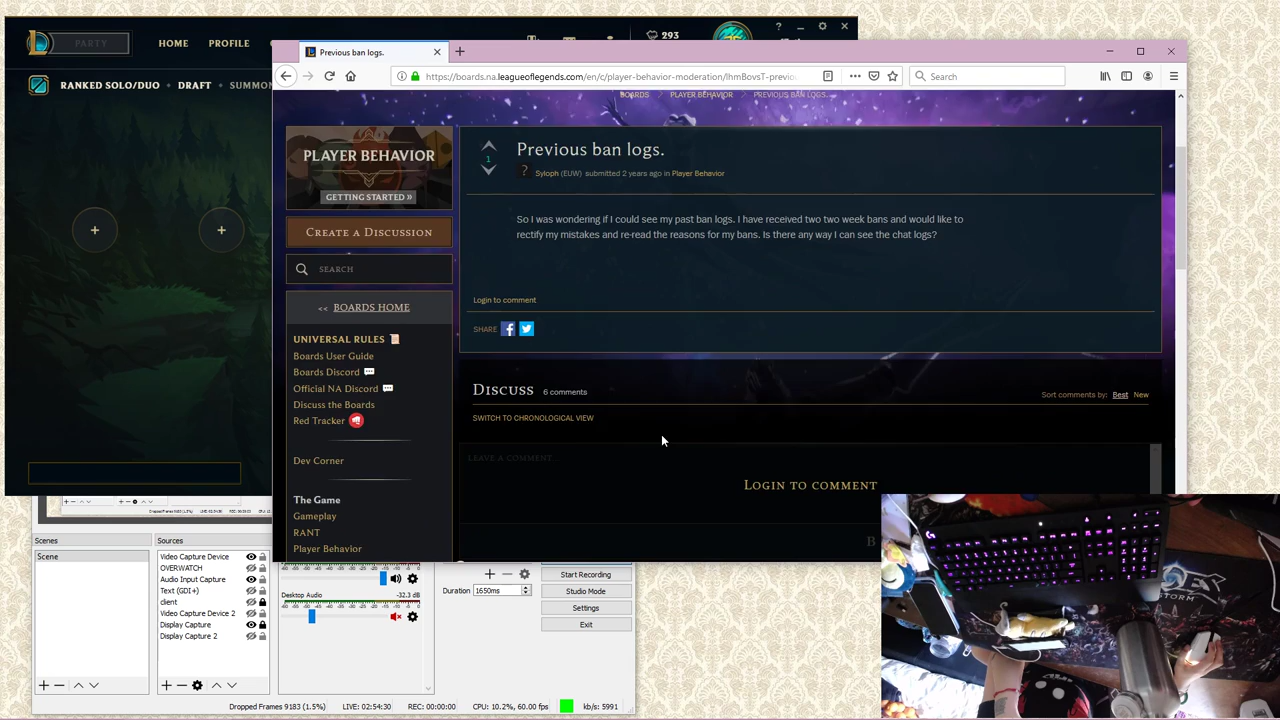 PARTY
HOME
PROFILE
293
RANKED SOLO/DUO • DRAFT •
Previous ban logs.
https://boards.na.leagueoflegends.com/en/c/player-behavior-moderation/
Search
BOARDS
PLAYER BEHAVIOR
PREVIOUS BAN LOGS.
PLAYER BEHAVIOR
GETTING STARTED »
CREATE A DISCUSSION
SEARCH
<< BOARDS HOME
UNIVERSAL RULES
Boards User Guide
Boards Discord
Official NA Discord
Discuss the Boards
Red Tracker
Dev Corner
The Game
Gameplay
RANT
Player Behavior
1
Previous ban logs.
? Syloph (EUW) submitted 2 years ago in Player Behavior
So I was wondering if I could see my past ban logs. I have received two two week bans and would like to
rectify my mistakes and re-read the reasons for my bans. Is there any way I can see the chat logs?
Login to comment
SHARE
DISCUSS 6 comments
Sort comments by: Best New
SWITCH TO CHRONOLOGICAL VIEW
LEAVE A COMMENT...
LOGIN TO COMMENT
Scenes
Scene
Sources
Video Capture Device
OVERWATCH
Audio Input Capture
Text (GDI+)
client
Video Capture Device 2
Display Capture
Display Capture 2
Desktop Audio
-32.3 dB
Duration 1650ms
Start Recording
Studio Mode
Settings
Exit
Dropped Frames 9183 (1.5%)
LIVE: 02:54:30
REC: 00:00:00
CPU: 10.2%, 60.00 fps
kb/s: 5991